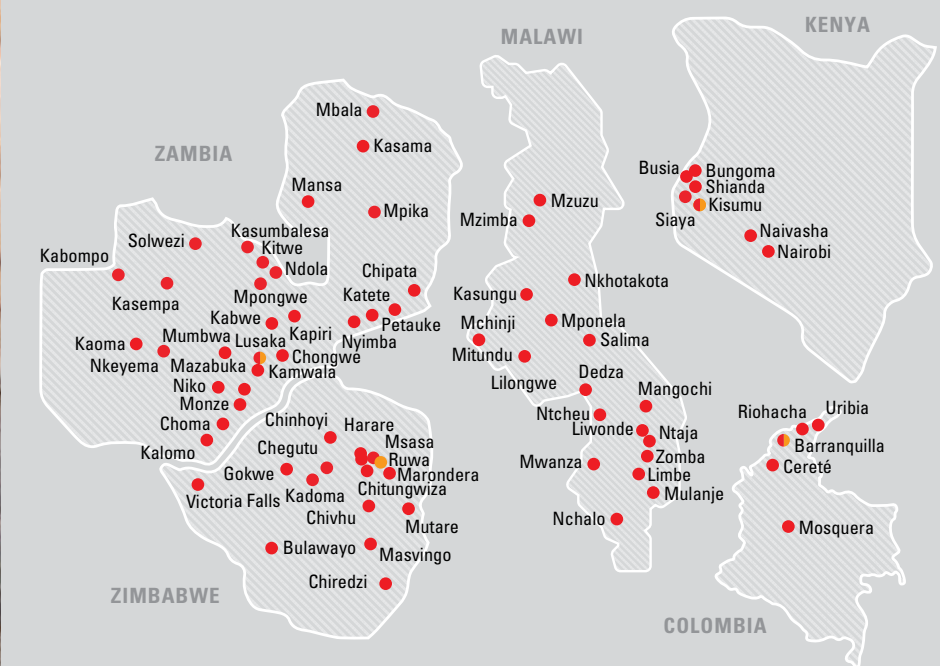 ZAMBIA
Mbala
Kasama
Mansa
Mpika
Kasumbalesa
Solwezi
Kitwe
Kabompo
Ndola
Chipata
Kasempa
Mpongwe
Katete
Kabwe
Petauke
Kapiri
Nyimba
Mumbwa
Lusaka
Kaoma
Chongwe
Nkeyema
Mazabuka
Kamwala
Niko
Monze
Choma
Kalomo
ZIMBABWE
Chinhoyi
Harare
Msasa
Chegutu
Ruwa
Gokwe
Marondera
Kadoma
Chitungwiza
Victoria Falls
Chivhu
Mutare
Bulawayo
Masvingo
Chiredzi
MALAWI
Mzuzu
Mzimba
Nkhotakota
Kasungu
Mponela
Mchinji
Salima
Mitundu
Lilongwe
Dedza
Mangochi
Ntcheu
Liwonde
Ntaja
Zomba
Mwanza
Limbe
Mulanje
Nchalo
KENYA
Busia
Bungoma
Shianda
Kisumu
Siaya
Naivasha
Nairobi
COLOMBIA
Uribia
Riohacha
Barranquilla
Cereté
Mosquera